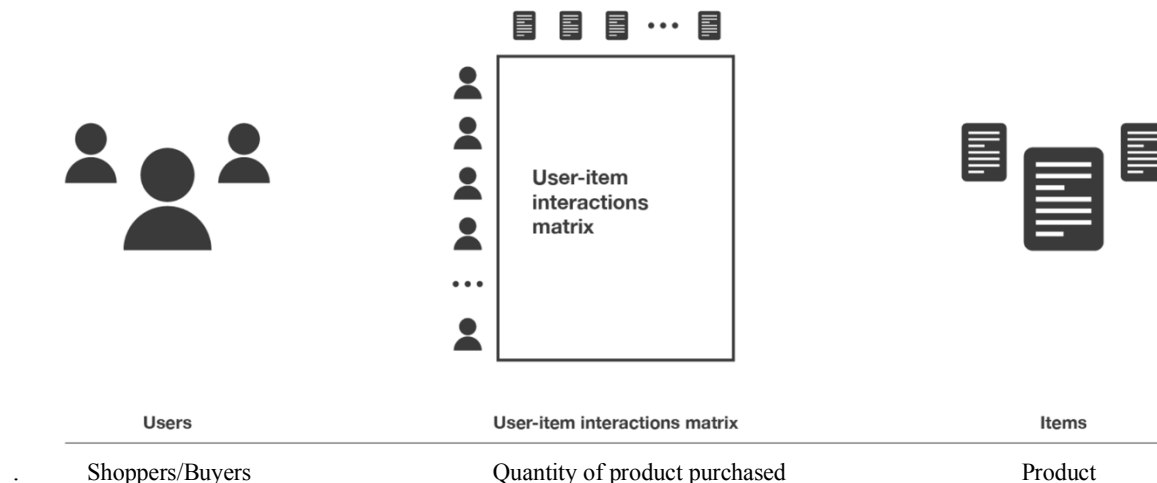 User-item
interactions
matrix
Users User-item interactions matrix Items
. Shoppers/Buyers Quantity of product purchased Product